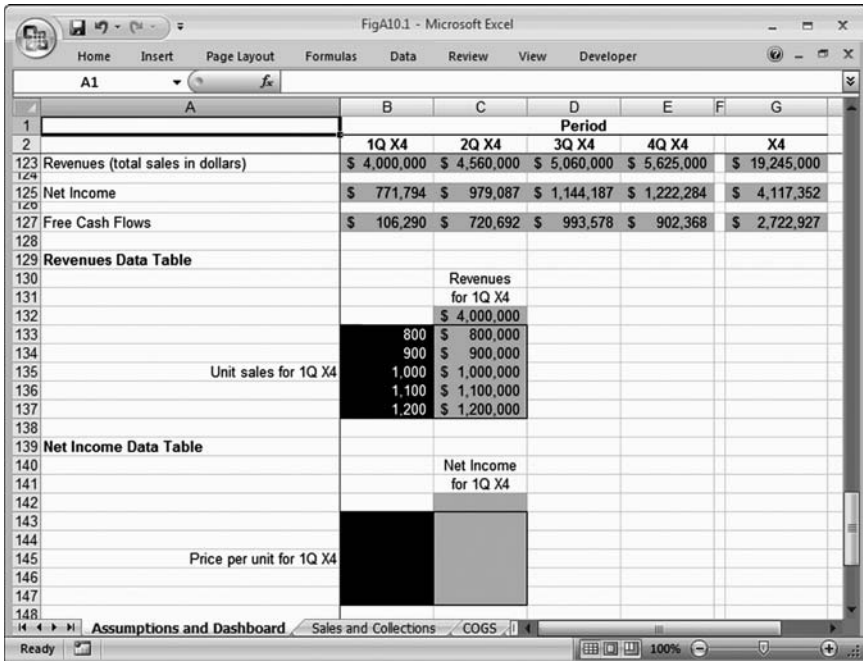 FigA10.1 - Microsoft Excel
Home Insert Page Layout Formulas Data Review View Developer
A1 fx
A B C D E F G
1 Period
2 1Q X4 2Q X4 3Q X4 4Q X4 X4
123 Revenues (total sales in dollars) $ 4,000,000 $ 4,560,000 $ 5,060,000 $ 5,625,000 $ 19,245,000
124
125 Net Income $ 771,794 $ 979,087 $ 1,144,187 $ 1,222,284 $ 4,117,352
126
127 Free Cash Flows $ 106,290 $ 720,692 $ 993,578 $ 902,368 $ 2,722,927
128
129 Revenues Data Table
130 Revenues
131 for 1Q X4
132 $ 4,000,000
133 800 $ 800,000
134 900 $ 900,000
135 Unit sales for 1Q X4 1,000 $ 1,000,000
136 1,100 $ 1,100,000
137 1,200 $ 1,200,000
138
139 Net Income Data Table
140 Net Income
141 for 1Q X4
142
143
144
145 Price per unit for 1Q X4
146
147
148
Assumptions and Dashboard Sales and Collections COGS
Ready 100%